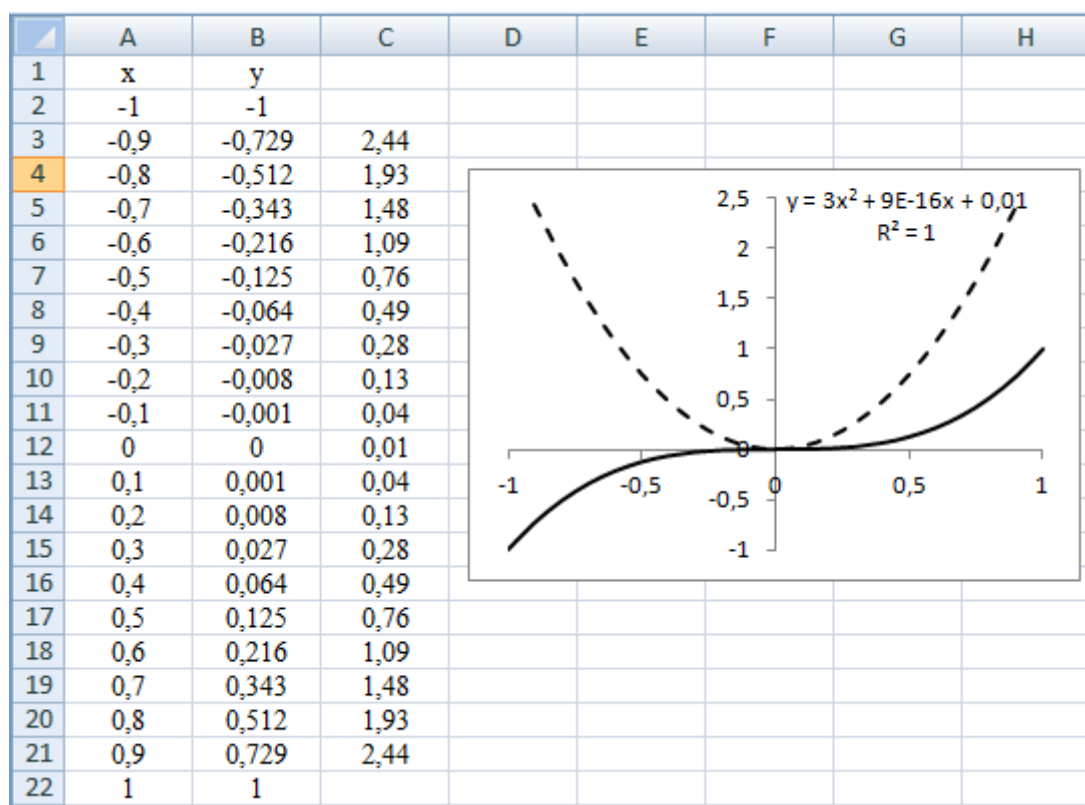 A B C D E F G H
1 x y
2 -1 -1
3 -0,9 -0,729 2,44
4 -0,8 -0,512 1,93
5 -0,7 -0,343 1,48
6 -0,6 -0,216 1,09
7 -0,5 -0,125 0,76
8 -0,4 -0,064 0,49
9 -0,3 -0,027 0,28
10 -0,2 -0,008 0,13
11 -0,1 -0,001 0,04
12 0 0 0,01
13 0,1 0,001 0,04
14 0,2 0,008 0,13
15 0,3 0,027 0,28
16 0,4 0,064 0,49
17 0,5 0,125 0,76
18 0,6 0,216 1,09
19 0,7 0,343 1,48
20 0,8 0,512 1,93
21 0,9 0,729 2,44
22 1 1
y = 3x² + 9E-16x + 0,01
R² = 1
2,5
2
1,5
1
0,5
0
-0,5
-1
-1 -0,5 0 0,5 1